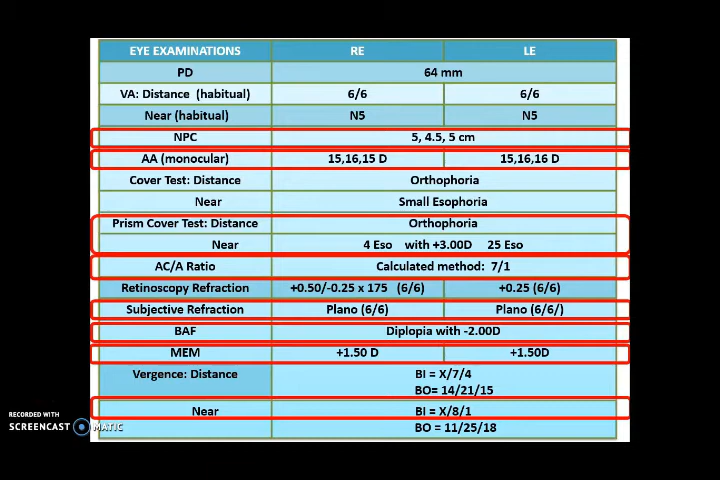 EYE EXAMINATIONS RE LE
PD 64 mm
VA: Distance (habitual) 6/6 6/6
Near (habitual) N5 N5
NPC 5, 4.5, 5 cm
AA (monocular) 15,16,15 D 15,16,16 D
Cover Test: Distance Orthophoria
Near Small Esophoria
Prism Cover Test: Distance Orthophoria
Near 4 Eso with +3.00D 25 Eso
AC/A Ratio Calculated method: 7/1
Retinoscopy Refraction +0.50/-0.25 x 175 (6/6) +0.25 (6/6)
Subjective Refraction Plano (6/6) Plano (6/6/)
BAF Diplopia with -2.00D
MEM +1.50 D +1.50D
Vergence: Distance BI = X/7/4
BO= 14/21/15
Near BI = X/8/1
BO = 11/25/18
RECORDED WITH
SCREENCAST MATIC